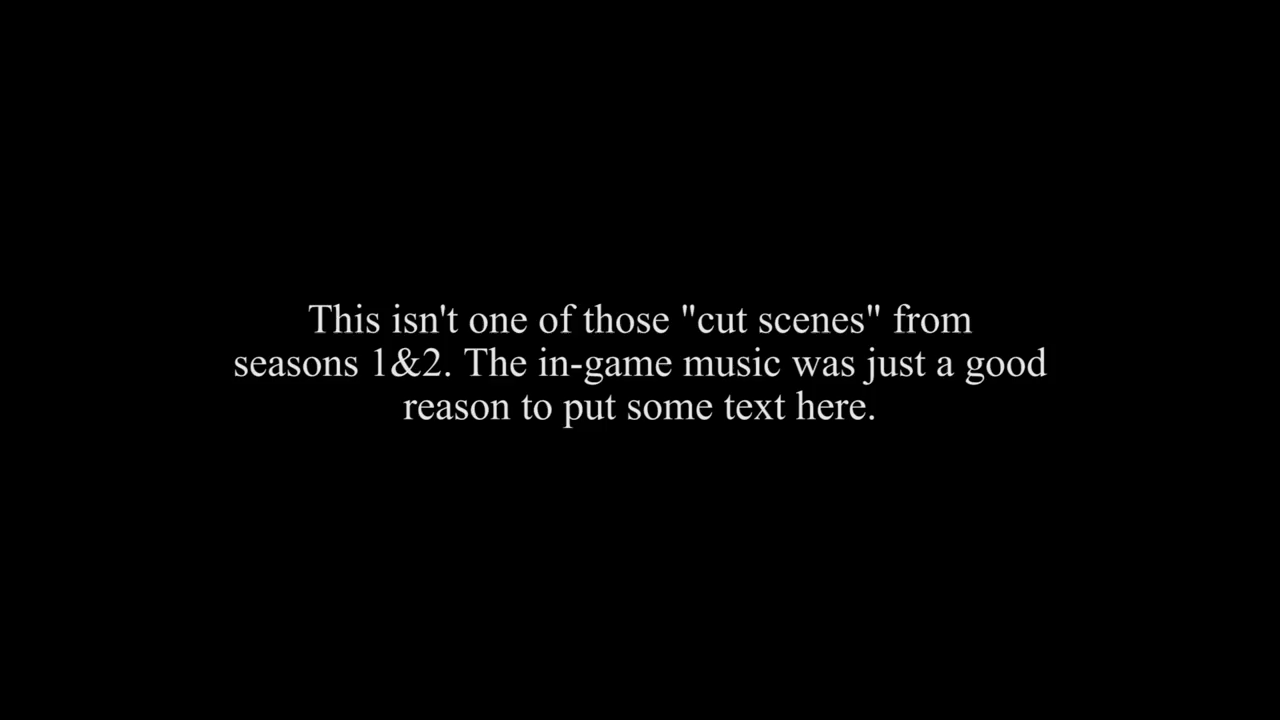 This isn't one of those "cut scenes" from
seasons 1&2. The in-game music was just a good
reason to put some text here.